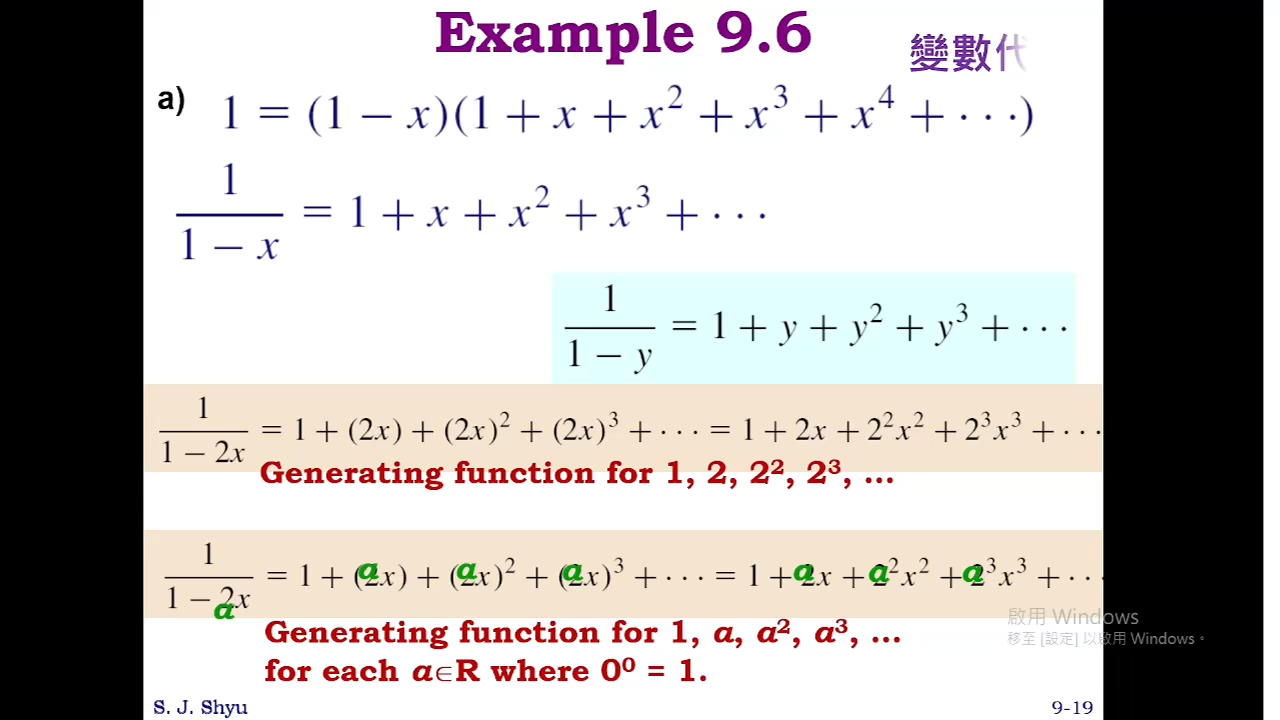 Example 9.6
變數代
a) 1 = (1 − x)(1 + x + x² + x³ + x⁴ + · · ·)
1/(1 − x) = 1 + x + x² + x³ + · · ·
1/(1 − y) = 1 + y + y² + y³ + · · ·
1/(1 − 2x) = 1 + (2x) + (2x)² + (2x)³ + · · · = 1 + 2x + 2²x² + 2³x³ + · · ·
Generating function for 1, 2, 2², 2³, …
1/(1 − ax) = 1 + (ax) + (ax)² + (ax)³ + · · · = 1 + ax + a²x² + a³x³ + · · ·
Generating function for 1, a, a², a³, …
for each a∈R where 0⁰ = 1.
啟用 Windows
移至 [設定] 以啟用 Windows。
S. J. Shyu
9-19